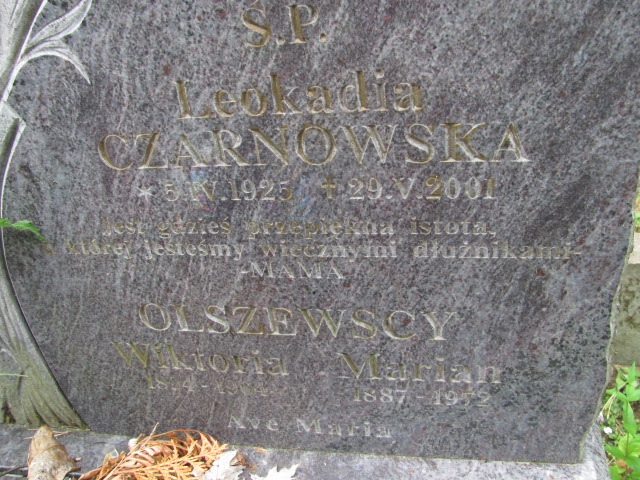 Ś.P.
Leokadia
CZARNOWSKA
* 5.IV.1925 ✝ 29.V.2001
Jest gdzieś przepiękna istota,
której jesteśmy wiecznymi dłużnikami-
-MAMA
OLSZEWSCY
Wiktoria Marian
1887-1972
Ave Maria